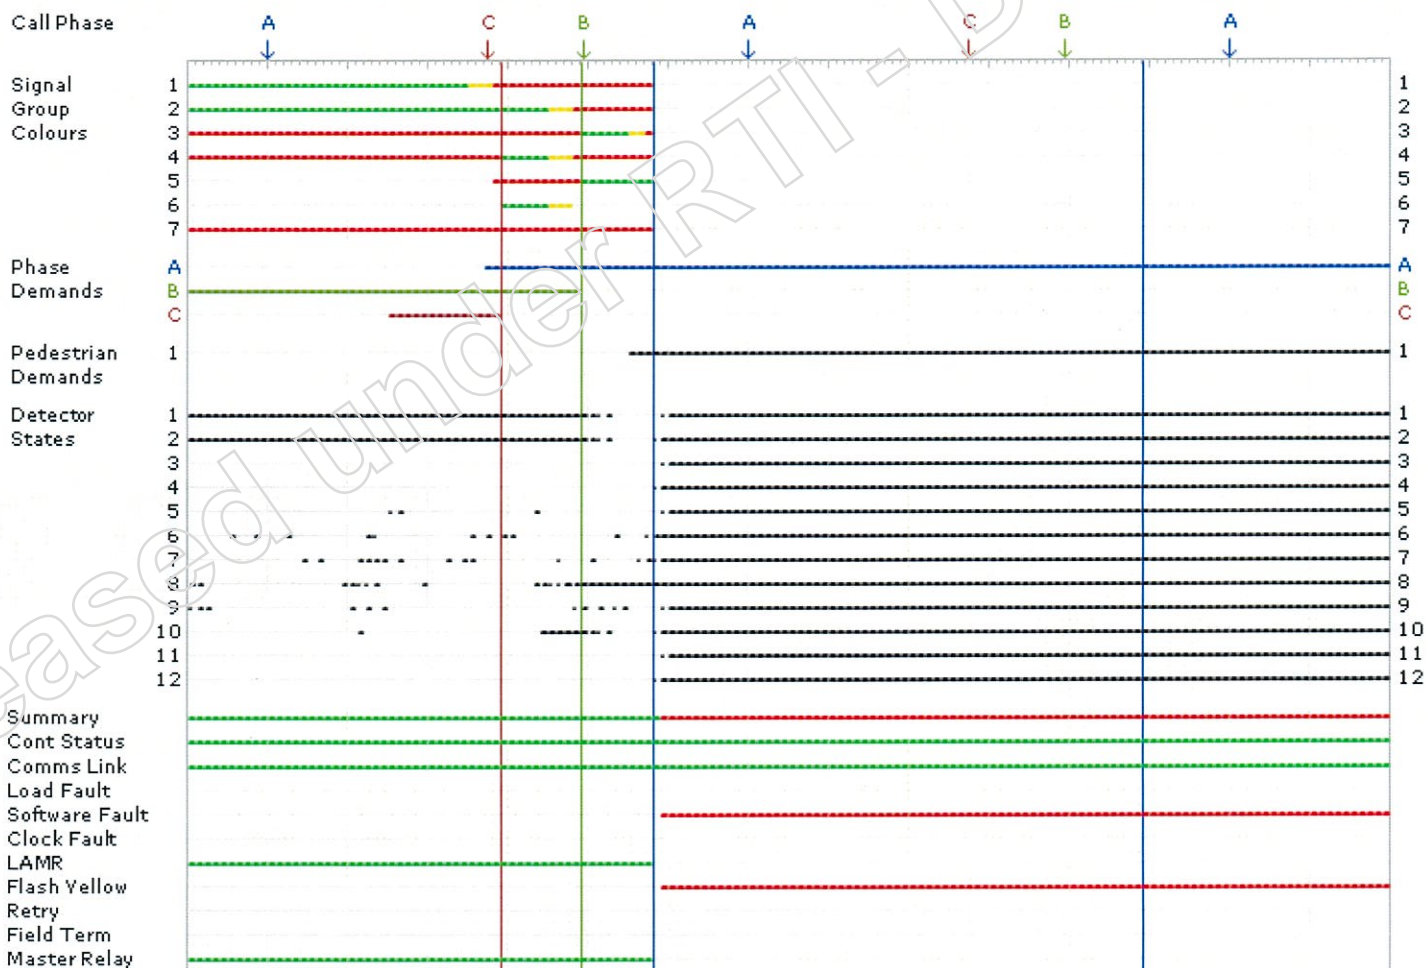 Call Phase A C B A C B A
Signal 1 1
Group 2 2
Colours 3 3
4 4
5 5
6 6
7 7
Phase A A
Demands B B
C C
Pedestrian 1 1
Demands
Detector 1 1
States 2 2
3 3
4 4
5 5
6 6
7 7
8 8
9 9
10 10
11 11
12 12
Summary
Cont Status
Comms Link
Load Fault
Software Fault
Clock Fault
LAMR
Flash Yellow
Retry
Field Term
Master Relay
eased under RTI - D